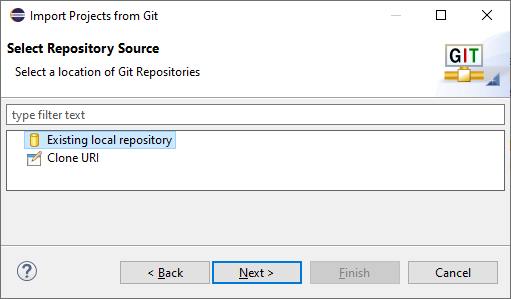 Import Projects from Git
Select Repository Source
Select a location of Git Repositories
GIT
type filter text
Existing local repository
Clone URI
?
< Back
Next >
Finish
Cancel